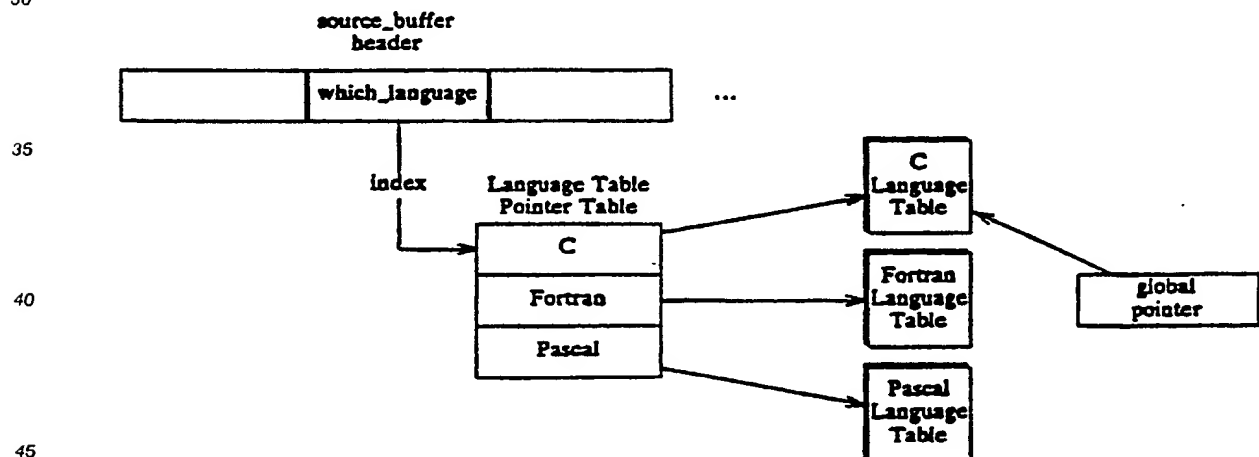 source_buffer
header
which_language
...
35
index
Language Table
Pointer Table
C
Fortran
Pascal
C
Language
Table
Fortran
Language
Table
Pascal
Language
Table
global
pointer
40
45